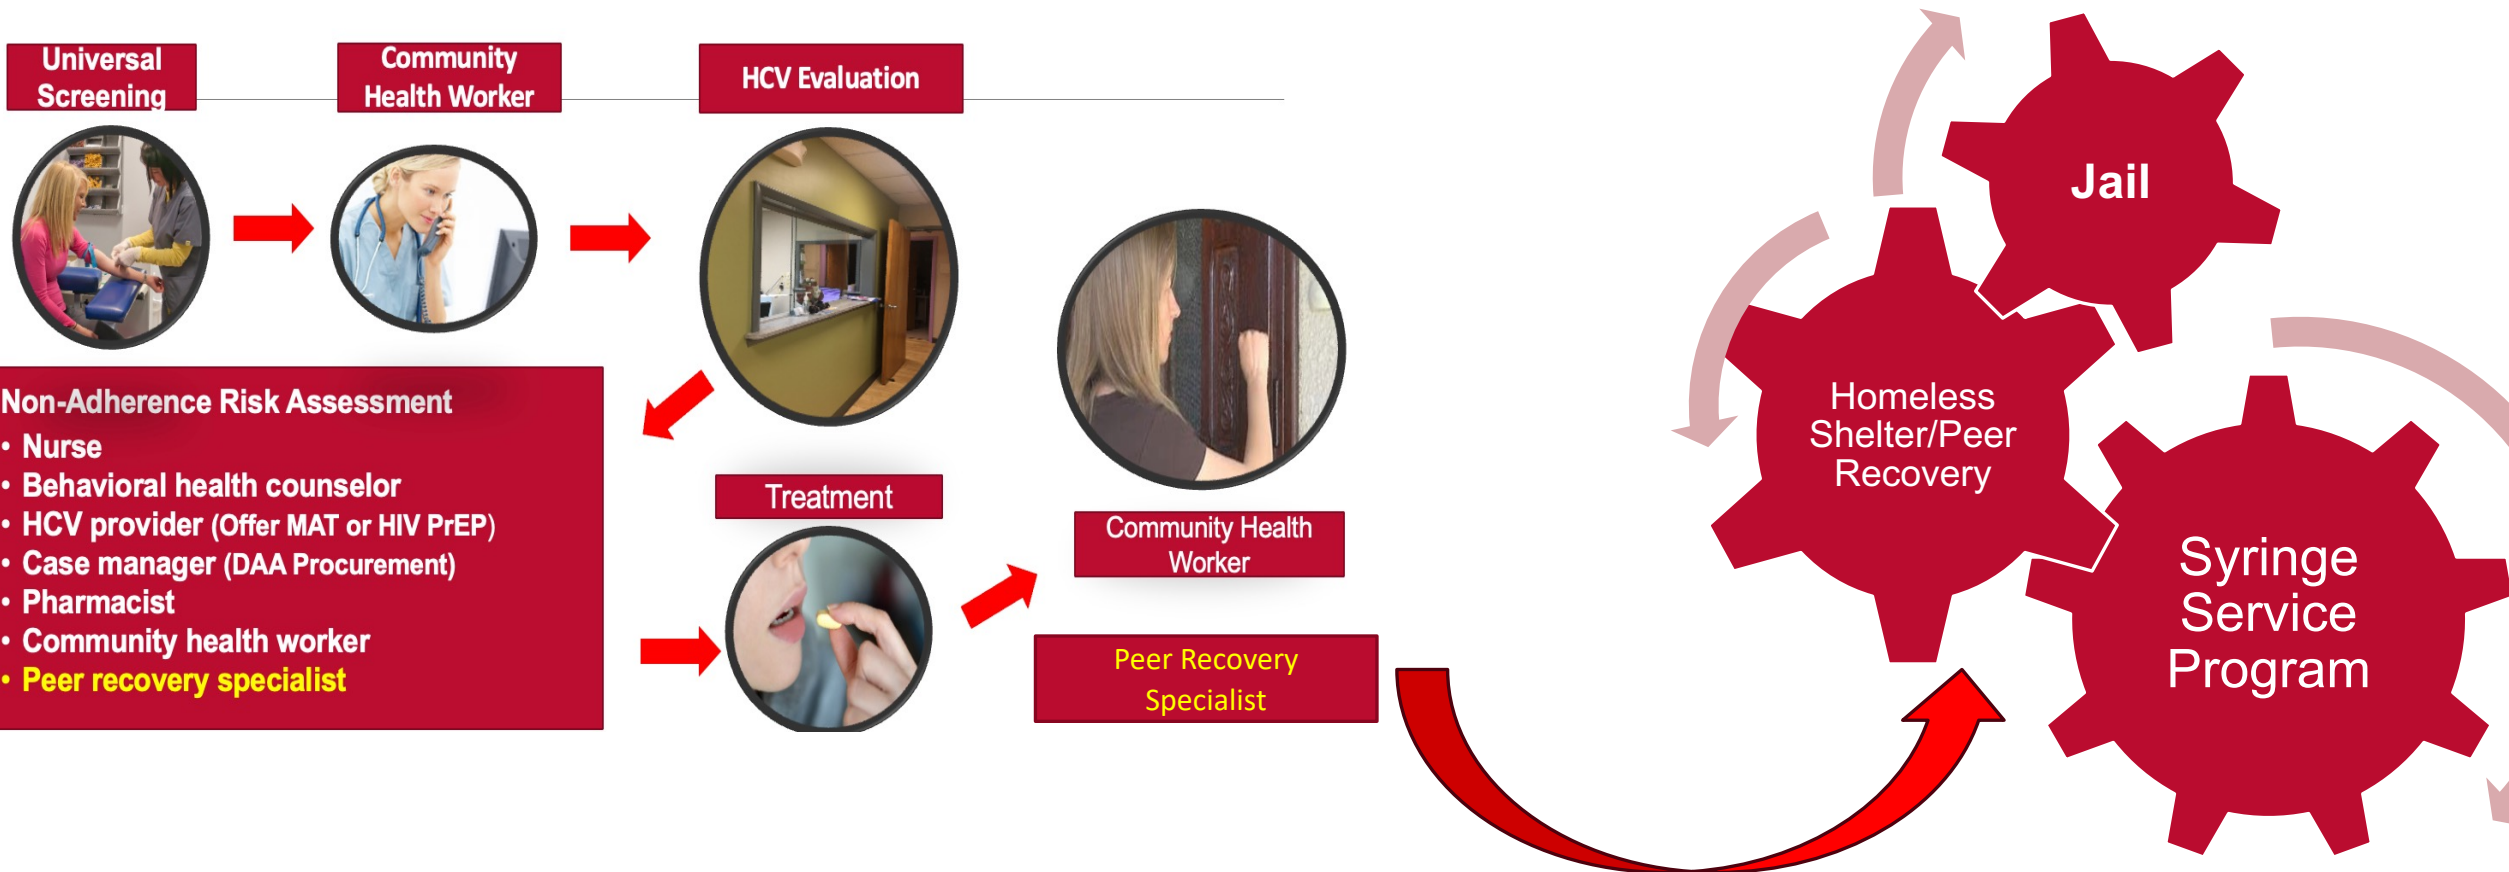 Universal
Screening
Community
Health Worker
HCV Evaluation
Non-Adherence Risk Assessment
• Nurse
• Behavioral health counselor
• HCV provider (Offer MAT or HIV PrEP)
• Case manager (DAA Procurement)
• Pharmacist
• Community health worker
• Peer recovery specialist
Treatment
Community Health
Worker
Peer Recovery
Specialist
Jail
Homeless
Shelter/Peer
Recovery
Syringe
Service
Program